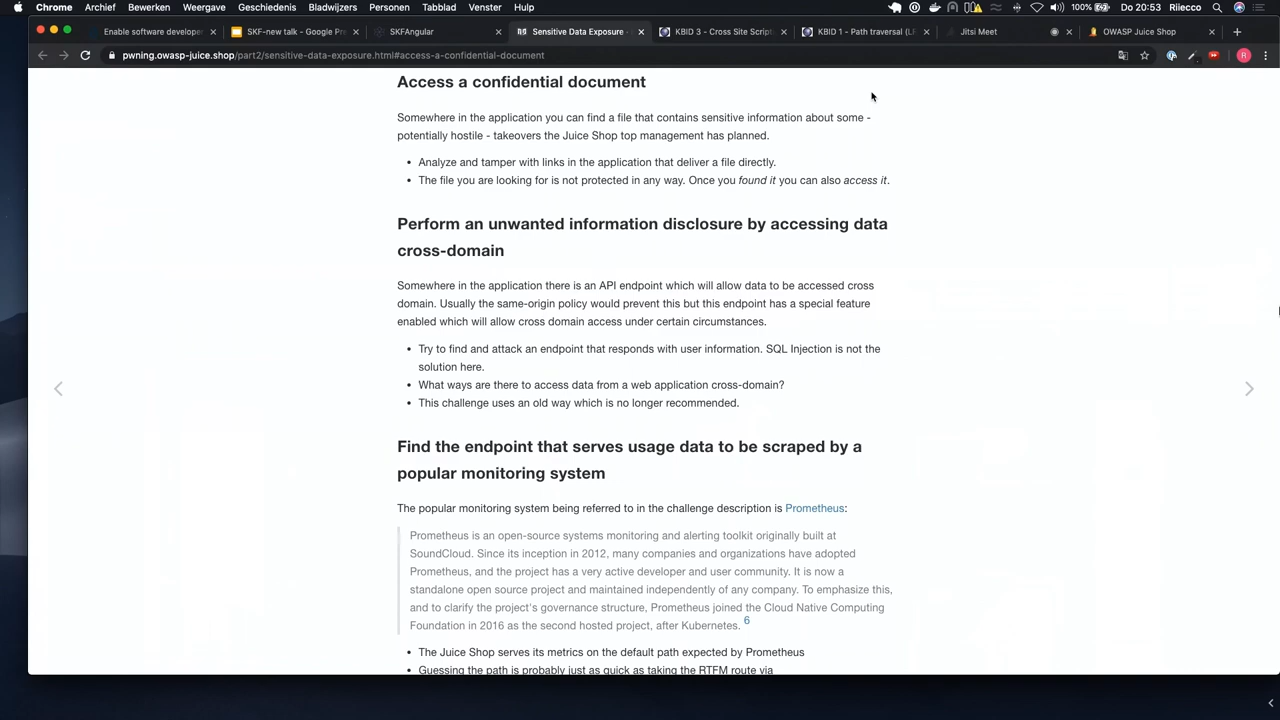 Chrome Archief Bewerken Weergave Geschiedenis Bladwijzers Personen Tabblad Venster Help 100% Do 20:53 Riiecco
Enable software develope SKF-new talk - Google Pre SKFAngular Sensitive Data Exposure KBID 3 - Cross Site Script KBID 1 - Path traversal (LF Jitsi Meet OWASP Juice Shop
pwning.owasp-juice.shop/part2/sensitive-data-exposure.html#access-a-confidential-document
Access a confidential document
Somewhere in the application you can find a file that contains sensitive information about some -
potentially hostile - takeovers the Juice Shop top management has planned.
• Analyze and tamper with links in the application that deliver a file directly.
• The file you are looking for is not protected in any way. Once you found it you can also access it.
Perform an unwanted information disclosure by accessing data
cross-domain
Somewhere in the application there is an API endpoint which will allow data to be accessed cross
domain. Usually the same-origin policy would prevent this but this endpoint has a special feature
enabled which will allow cross domain access under certain circumstances.
• Try to find and attack an endpoint that responds with user information. SQL Injection is not the
solution here.
• What ways are there to access data from a web application cross-domain?
• This challenge uses an old way which is no longer recommended.
Find the endpoint that serves usage data to be scraped by a
popular monitoring system
The popular monitoring system being referred to in the challenge description is Prometheus:
Prometheus is an open-source systems monitoring and alerting toolkit originally built at
SoundCloud. Since its inception in 2012, many companies and organizations have adopted
Prometheus, and the project has a very active developer and user community. It is now a
standalone open source project and maintained independently of any company. To emphasize this,
and to clarify the project's governance structure, Prometheus joined the Cloud Native Computing
Foundation in 2016 as the second hosted project, after Kubernetes. 6
• The Juice Shop serves its metrics on the default path expected by Prometheus
• Guessing the path is probably just as quick as taking the RTFM route via